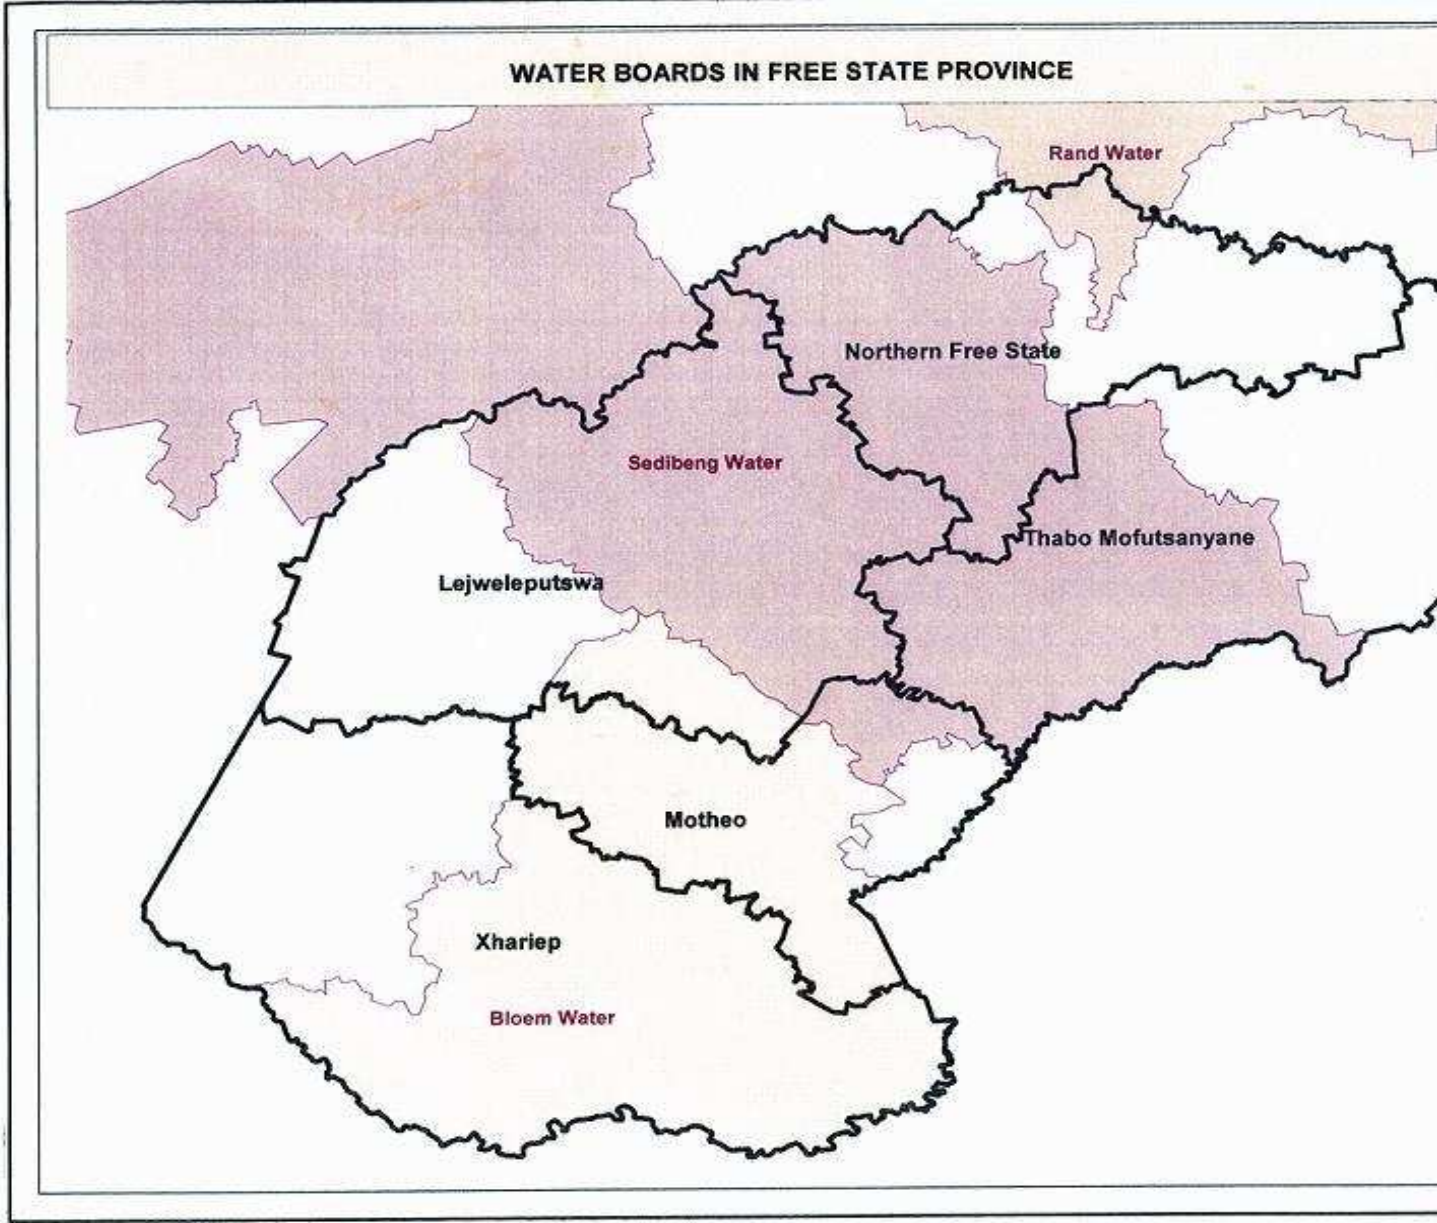 WATER BOARDS IN FREE STATE PROVINCE
Rand Water
Northern Free State
Sedibeng Water
Thabo Mofutsanyane
Lejweleputswa
Motheo
Xhariep
Bloem Water